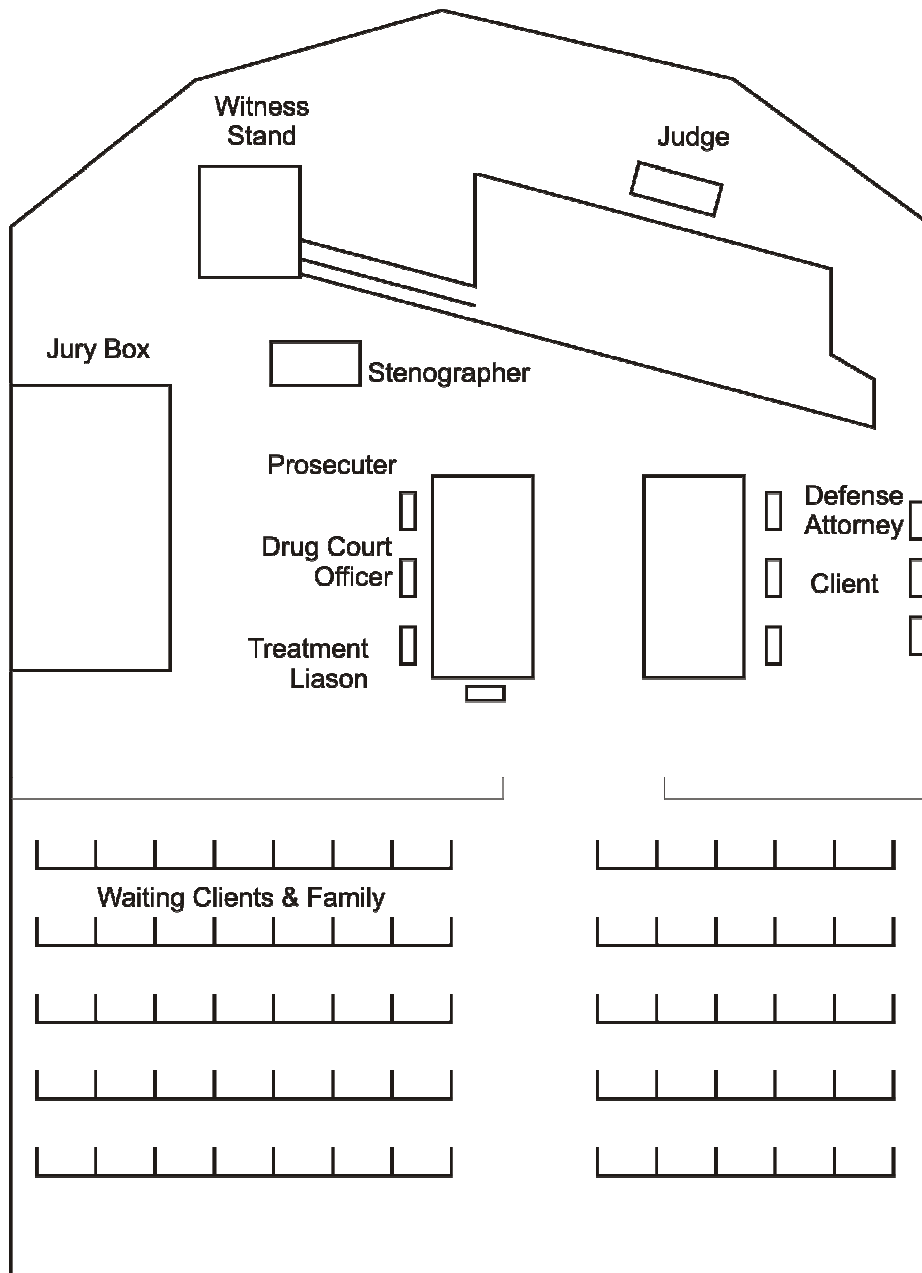 Witness
Stand
Judge
Jury Box
Stenographer
Prosecuter
Defense
Attorney
Drug Court
Officer
Client
Treatment
Liason
Waiting Clients & Family